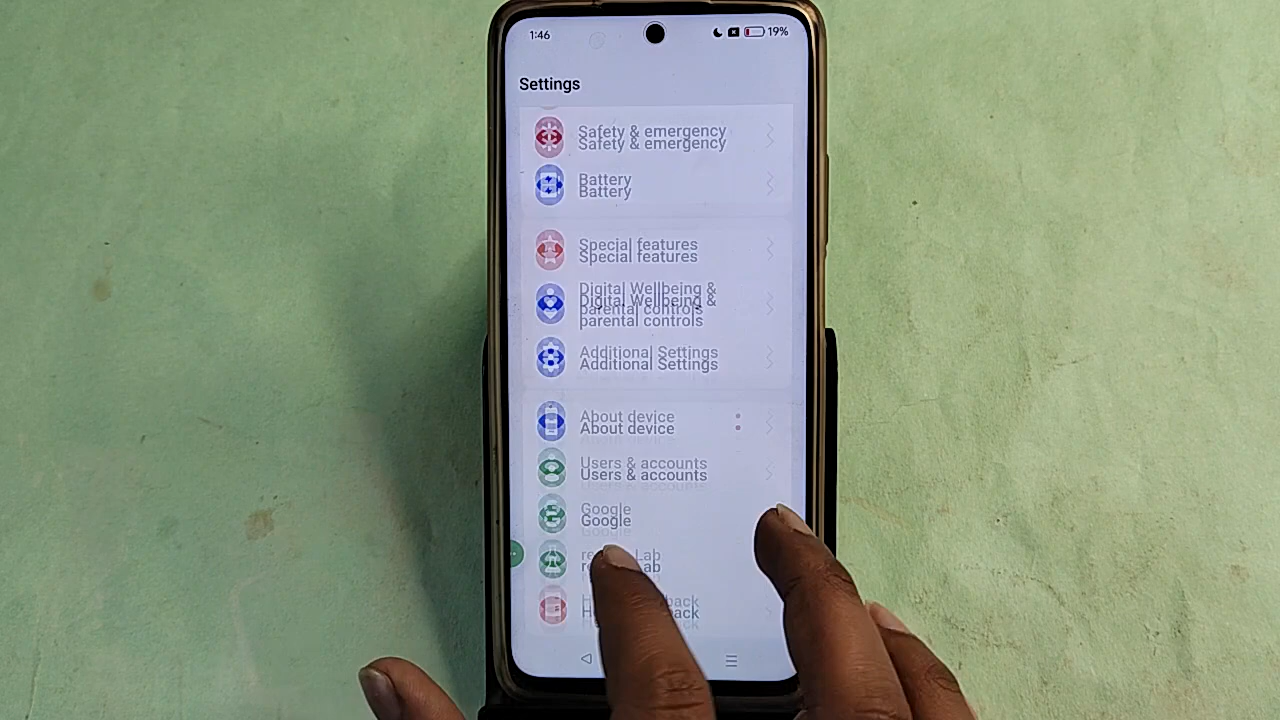 1:46
19%
Settings
Safety & emergency
Battery
Special features
Digital Wellbeing &
parental controls
Additional Settings
About device
Users & accounts
Google
Lab